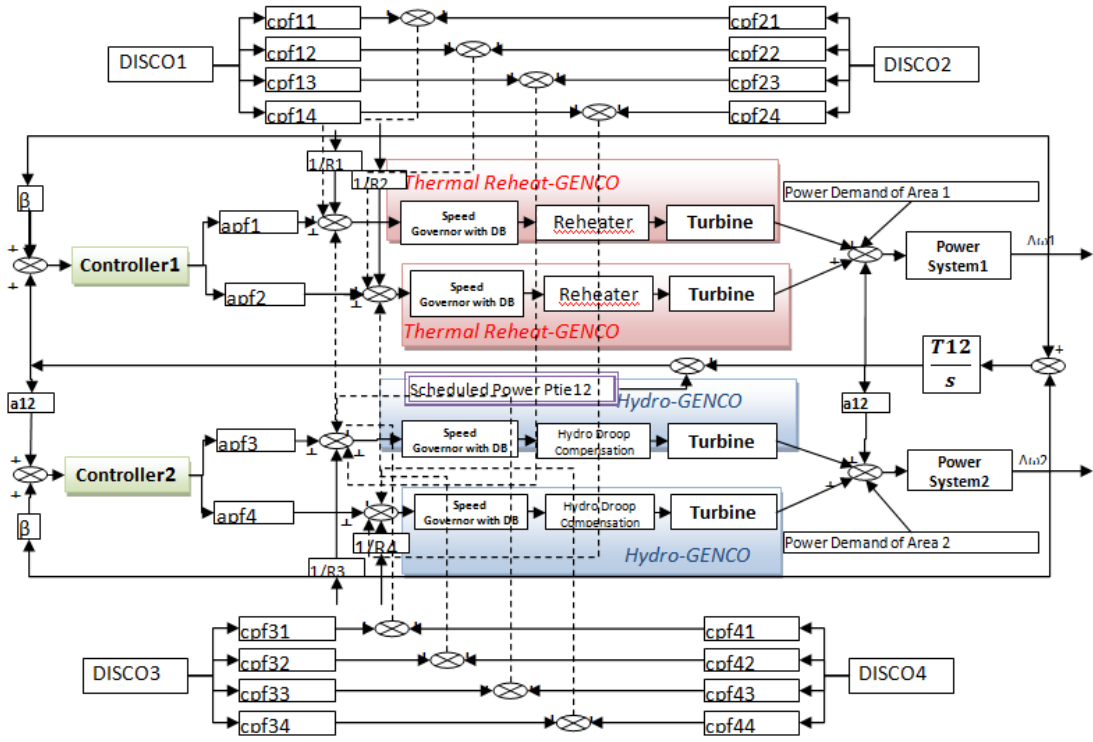 cpf11
cpf21
cpf12
cpf22
DISCO1
DISCO2
cpf13
cpf23
cpf14
cpf24
1/R1
1/R2
Thermal Reheat-GENCO
Power Demand of Area 1
β
apf1
Speed
Governor with DB
Reheater
Turbine
+
+
Controller1
Power
System1
Δω1
+
apf2
Speed
Governor with DB
Reheater
Turbine
Thermal Reheat-GENCO
T12
s
+
Scheduled Power Ptie12
Hydro-GENCO
a12
a12
apf3
Speed
Governor with DB
Hydro Droop
Compensation
Turbine
+
+
Controller2
Power
System2
Δω2
β
apf4
Speed
Governor with DB
Hydro Droop
Compensation
Turbine
1/R4
Power Demand of Area 2
Hydro-GENCO
1/R3
cpf31
cpf41
cpf32
cpf42
DISCO3
DISCO4
cpf33
cpf43
cpf34
cpf44